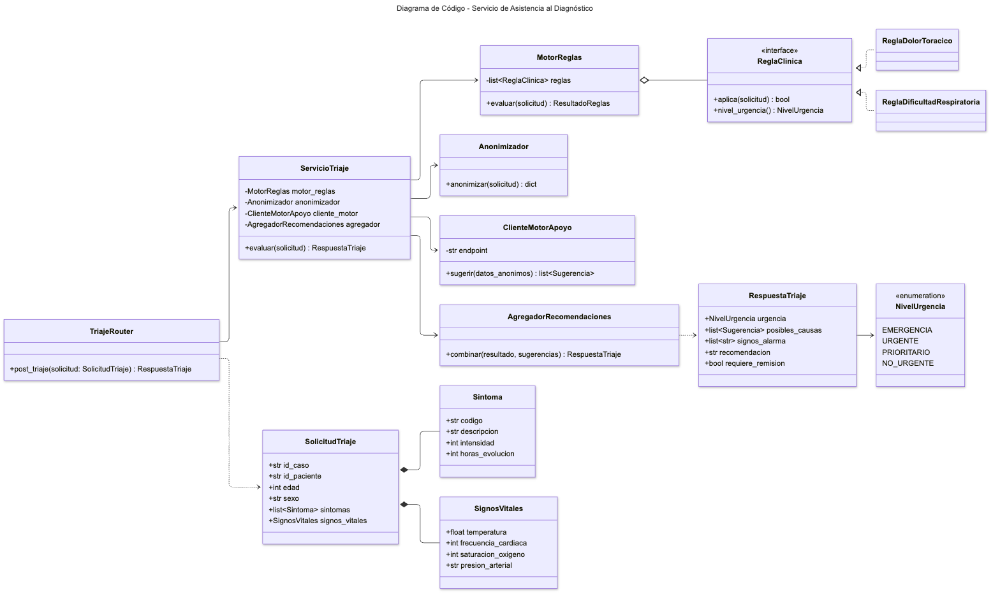 Diagrama de Código - Servicio de Asistencia al Diagnóstico
TriajeRouter
+post_triaje(solicitud: SolicitudTriaje) : RespuestaTriaje
ServicioTriaje
-MotorReglas motor_reglas
-Anonimizador anonimizador
-ClienteMotorApoyo cliente_motor
-AgregadorRecomendaciones agregador
+evaluar(solicitud) : RespuestaTriaje
SolicitudTriaje
+str id_caso
+str id_paciente
+int edad
+str sexo
+list<Sintoma> sintomas
+SignosVitales signos_vitales
MotorReglas
-list<ReglaClinica> reglas
+evaluar(solicitud) : ResultadoReglas
Anonimizador
+anonimizar(solicitud) : dict
ClienteMotorApoyo
-str endpoint
+sugerir(datos_anonimos) : list<Sugerencia>
AgregadorRecomendaciones
+combinar(resultado, sugerencias) : RespuestaTriaje
Sintoma
+str codigo
+str descripcion
+int intensidad
+int horas_evolucion
SignosVitales
+float temperatura
+int frecuencia_cardiaca
+int saturacion_oxigeno
+str presion_arterial
«interface»
ReglaClinica
+aplica(solicitud) : bool
+nivel_urgencia() : NivelUrgencia
RespuestaTriaje
+NivelUrgencia urgencia
+list<Sugerencia> posibles_causas
+list<str> signos_alarma
+str recomendacion
+bool requiere_remision
ReglaDolorToracico
ReglaDificultadRespiratoria
«enumeration»
NivelUrgencia
EMERGENCIA
URGENTE
PRIORITARIO
NO_URGENTE